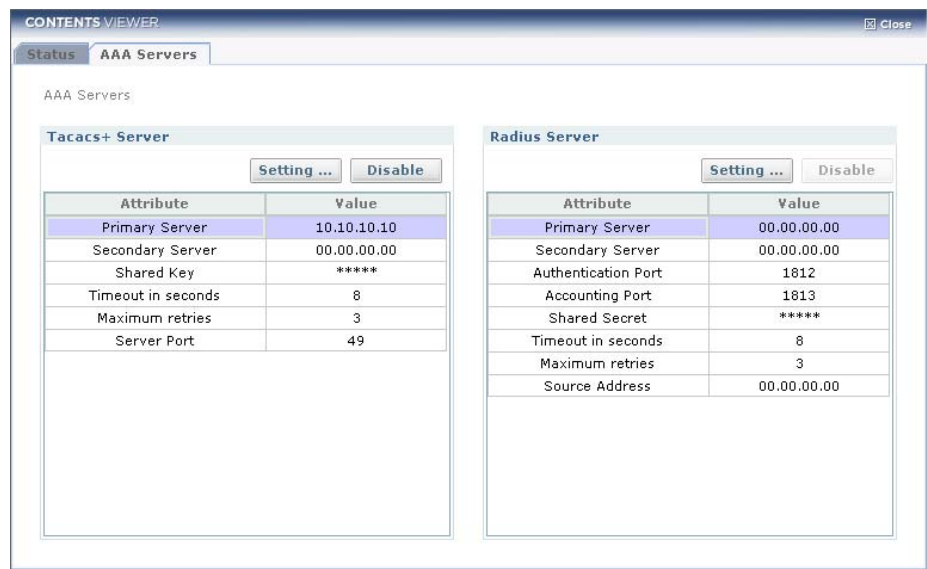 CONTENTS VIEWER
Close
Status
AAA Servers
AAA Servers
Tacacs+ Server
Setting ... Disable
Attribute Value
Primary Server 10.10.10.10
Secondary Server 00.00.00.00
Shared Key *****
Timeout in seconds 8
Maximum retries 3
Server Port 49
Radius Server
Setting ... Disable
Attribute Value
Primary Server 00.00.00.00
Secondary Server 00.00.00.00
Authentication Port 1812
Accounting Port 1813
Shared Secret *****
Timeout in seconds 8
Maximum retries 3
Source Address 00.00.00.00